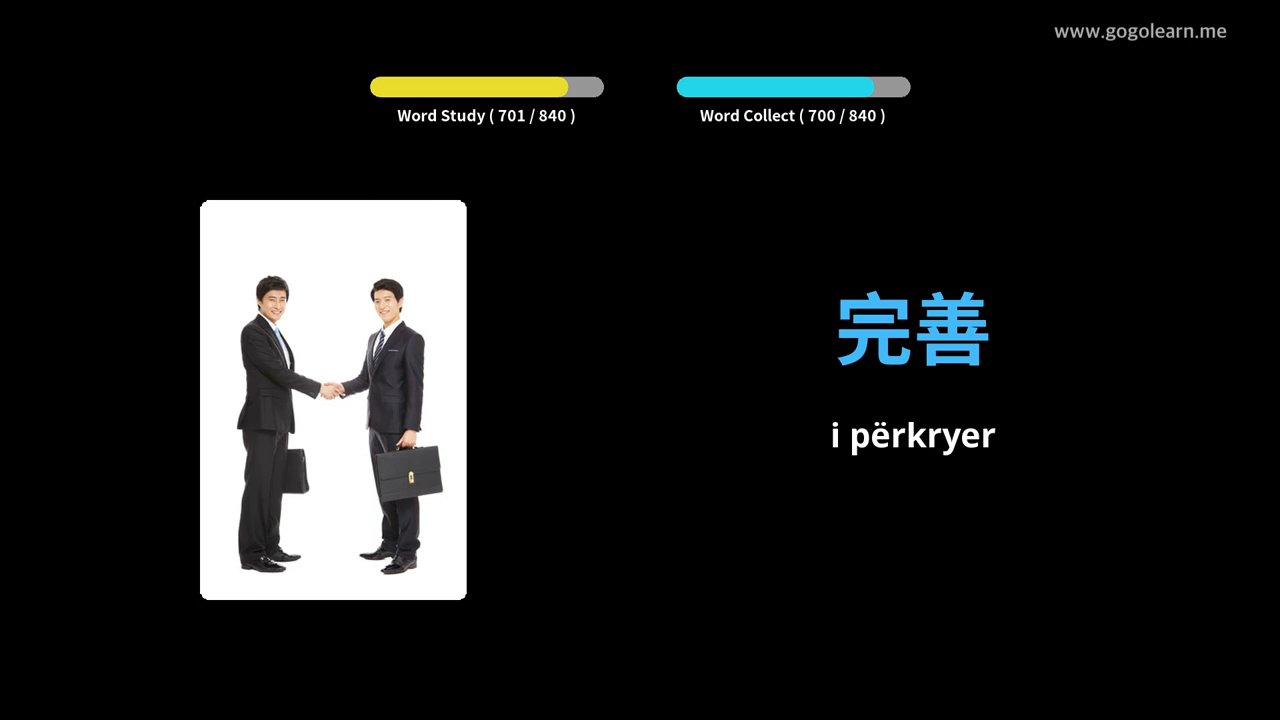 www.gogolearn.me
Word Study ( 701 / 840 )
Word Collect ( 700 / 840 )
完善
i përkryer